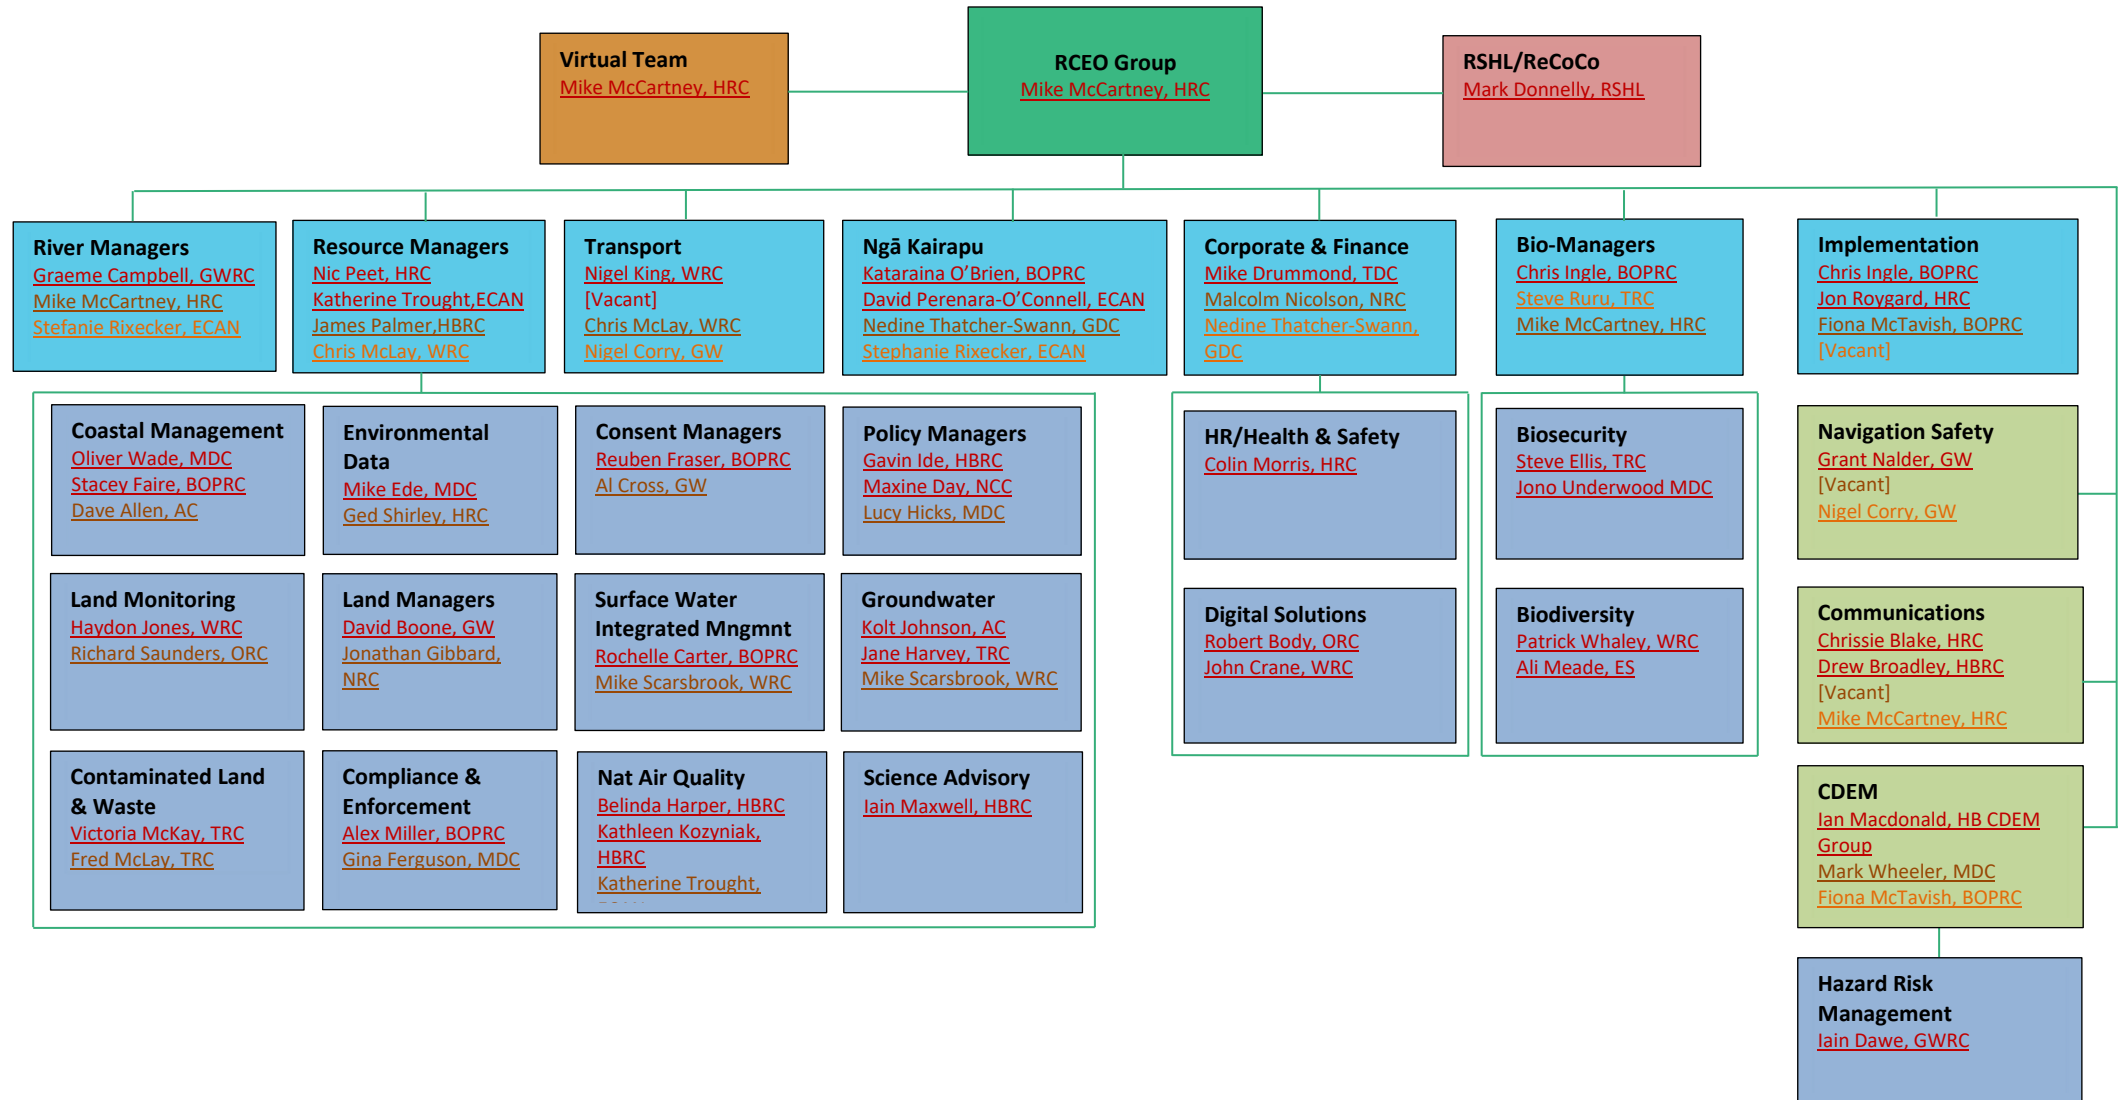 Virtual Team
Mike McCartney, HRC
RCEO Group
Mike McCartney, HRC
RSHL/ReCoCo
Mark Donnelly, RSHL
River Managers
Graeme Campbell, GWRC
Mike McCartney, HRC
Stefanie Rixecker, ECAN
Resource Managers
Nic Peet, HRC
Katherine Trought,ECAN
James Palmer,HBRC
Chris McLay, WRC
Transport
Nigel King, WRC
[Vacant]
Chris McLay, WRC
Nigel Corry, GW
Ngā Kairapu
Kataraina O’Brien, BOPRC
David Perenara-O’Connell, ECAN
Nedine Thatcher-Swann, GDC
Stephanie Rixecker, ECAN
Corporate & Finance
Mike Drummond, TDC
Malcolm Nicolson, NRC
Nedine Thatcher-Swann,
GDC
Bio-Managers
Chris Ingle, BOPRC
Steve Ruru, TRC
Mike McCartney, HRC
Implementation
Chris Ingle, BOPRC
Jon Roygard, HRC
Fiona McTavish, BOPRC
[Vacant]
Coastal Management
Oliver Wade, MDC
Stacey Faire, BOPRC
Dave Allen, AC
Environmental
Data
Mike Ede, MDC
Ged Shirley, HRC
Consent Managers
Reuben Fraser, BOPRC
Al Cross, GW
Policy Managers
Gavin Ide, HBRC
Maxine Day, NCC
Lucy Hicks, MDC
HR/Health & Safety
Colin Morris, HRC
Biosecurity
Steve Ellis, TRC
Jono Underwood MDC
Navigation Safety
Grant Nalder, GW
[Vacant]
Nigel Corry, GW
Land Monitoring
Haydon Jones, WRC
Richard Saunders, ORC
Land Managers
David Boone, GW
Jonathan Gibbard,
NRC
Surface Water
Integrated Mngmnt
Rochelle Carter, BOPRC
Mike Scarsbrook, WRC
Groundwater
Kolt Johnson, AC
Jane Harvey, TRC
Mike Scarsbrook, WRC
Digital Solutions
Robert Body, ORC
John Crane, WRC
Biodiversity
Patrick Whaley, WRC
Ali Meade, ES
Communications
Chrissie Blake, HRC
Drew Broadley, HBRC
[Vacant]
Mike McCartney, HRC
Contaminated Land
& Waste
Victoria McKay, TRC
Fred McLay, TRC
Compliance &
Enforcement
Alex Miller, BOPRC
Gina Ferguson, MDC
Nat Air Quality
Belinda Harper, HBRC
Kathleen Kozyniak,
HBRC
Katherine Trought,
Science Advisory
Iain Maxwell, HBRC
CDEM
Ian Macdonald, HB CDEM
Group
Mark Wheeler, MDC
Fiona McTavish, BOPRC
Hazard Risk
Management
Iain Dawe, GWRC